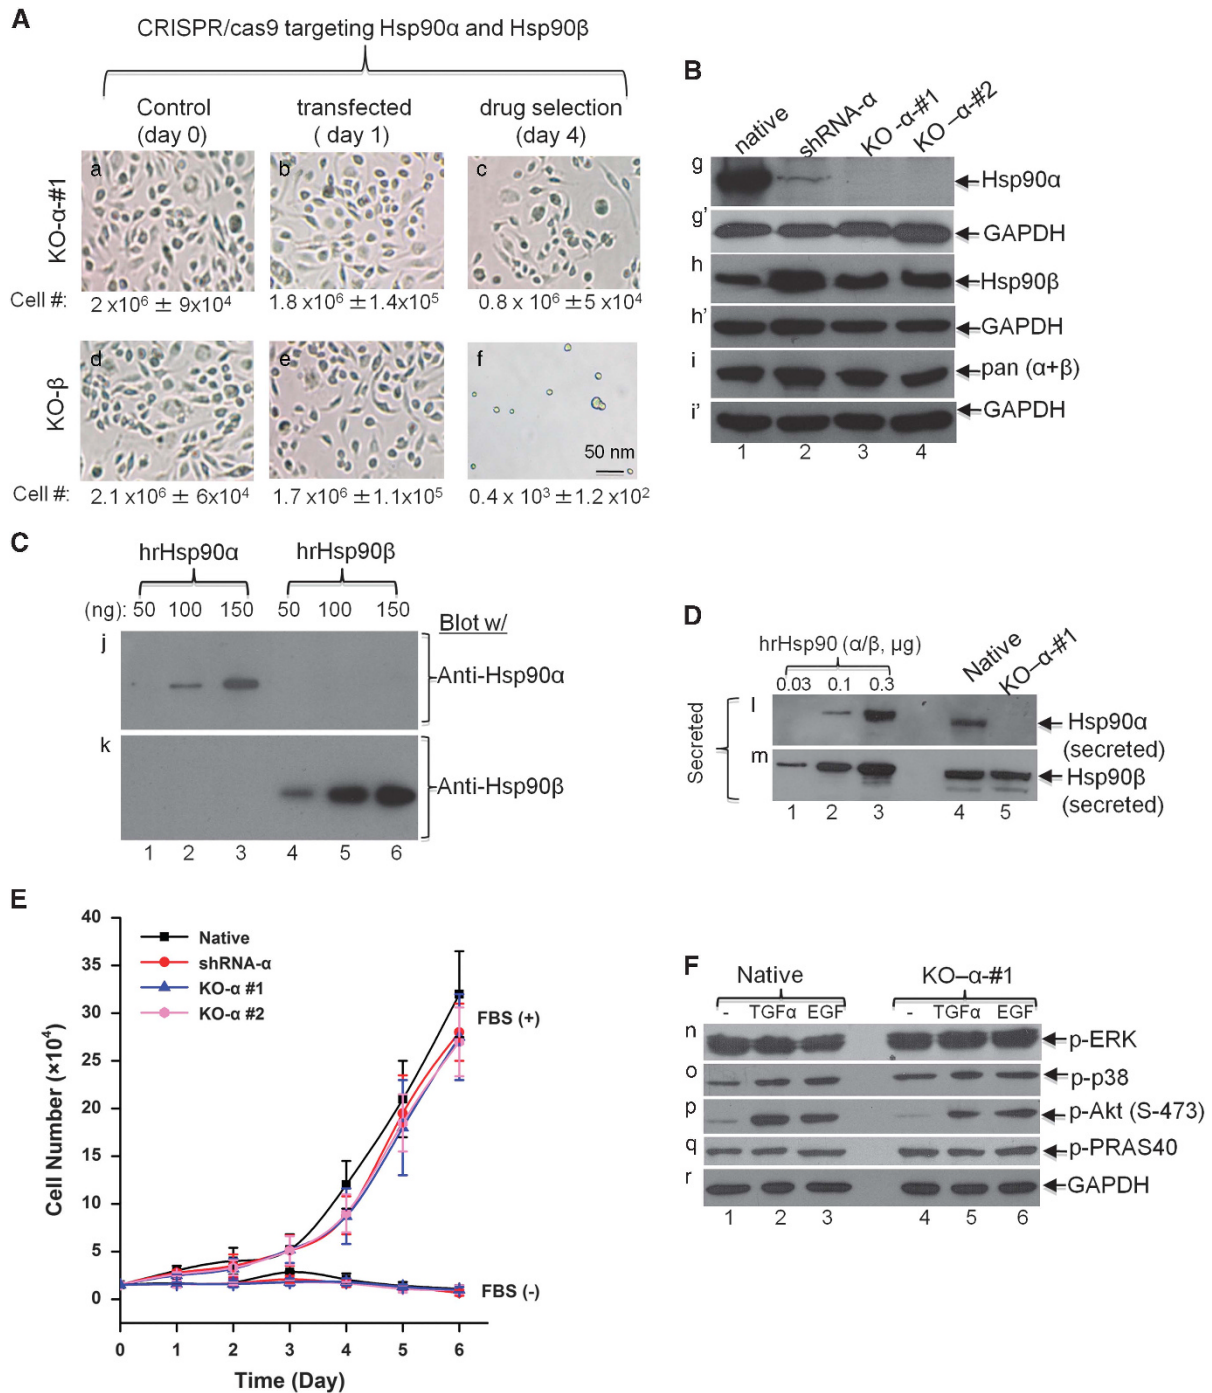 A
CRISPR/cas9 targeting Hsp90α and Hsp90β
Control (day 0)
transfected ( day 1)
drug selection (day 4)
KO-α-#1
a
b
c
Cell #: 2 x10⁶ ± 9x10⁴
1.8 x10⁶ ± 1.4x10⁵
0.8 x 10⁶ ±5 x10⁴
KO-β
d
e
f
50 nm
Cell #: 2.1 x10⁶ ± 6x10⁴
1.7 x10⁶ ± 1.1x10⁵
0.4 x 10³ ±1.2 x10²
B
native
shRNA-α
KO -α-#1
KO –α-#2
g
Hsp90α
g'
GAPDH
h
Hsp90β
h'
GAPDH
i
pan (α+β)
i'
GAPDH
1 2 3 4
C
hrHsp90α hrHsp90β
(ng): 50 100 150 50 100 150
Blot w/
j
Anti-Hsp90α
k
Anti-Hsp90β
1 2 3 4 5 6
D
hrHsp90 (α/β, µg)
0.03 0.1 0.3
Native
KO–α-#1
Secreted
l
Hsp90α (secreted)
m
Hsp90β (secreted)
1 2 3 4 5
E
40
35
30
25
20
15
10
5
0
Cell Number (×10⁴)
Native
shRNA-α
KO-α #1
KO-α #2
FBS (+)
FBS (-)
0 1 2 3 4 5 6
Time (Day)
F
Native KO–α-#1
- TGFα EGF - TGFα EGF
n
p-ERK
o
p-p38
p
p-Akt (S-473)
q
p-PRAS40
r
GAPDH
1 2 3 4 5 6